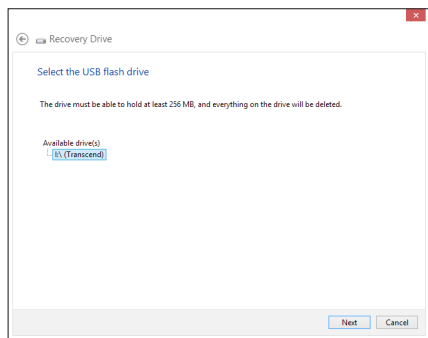 Recovery Drive
Select the USB flash drive
The drive must be able to hold at least 256 MB, and everything on the drive will be deleted.
Available drive(s)
I:\ (Transcend)
Next Cancel